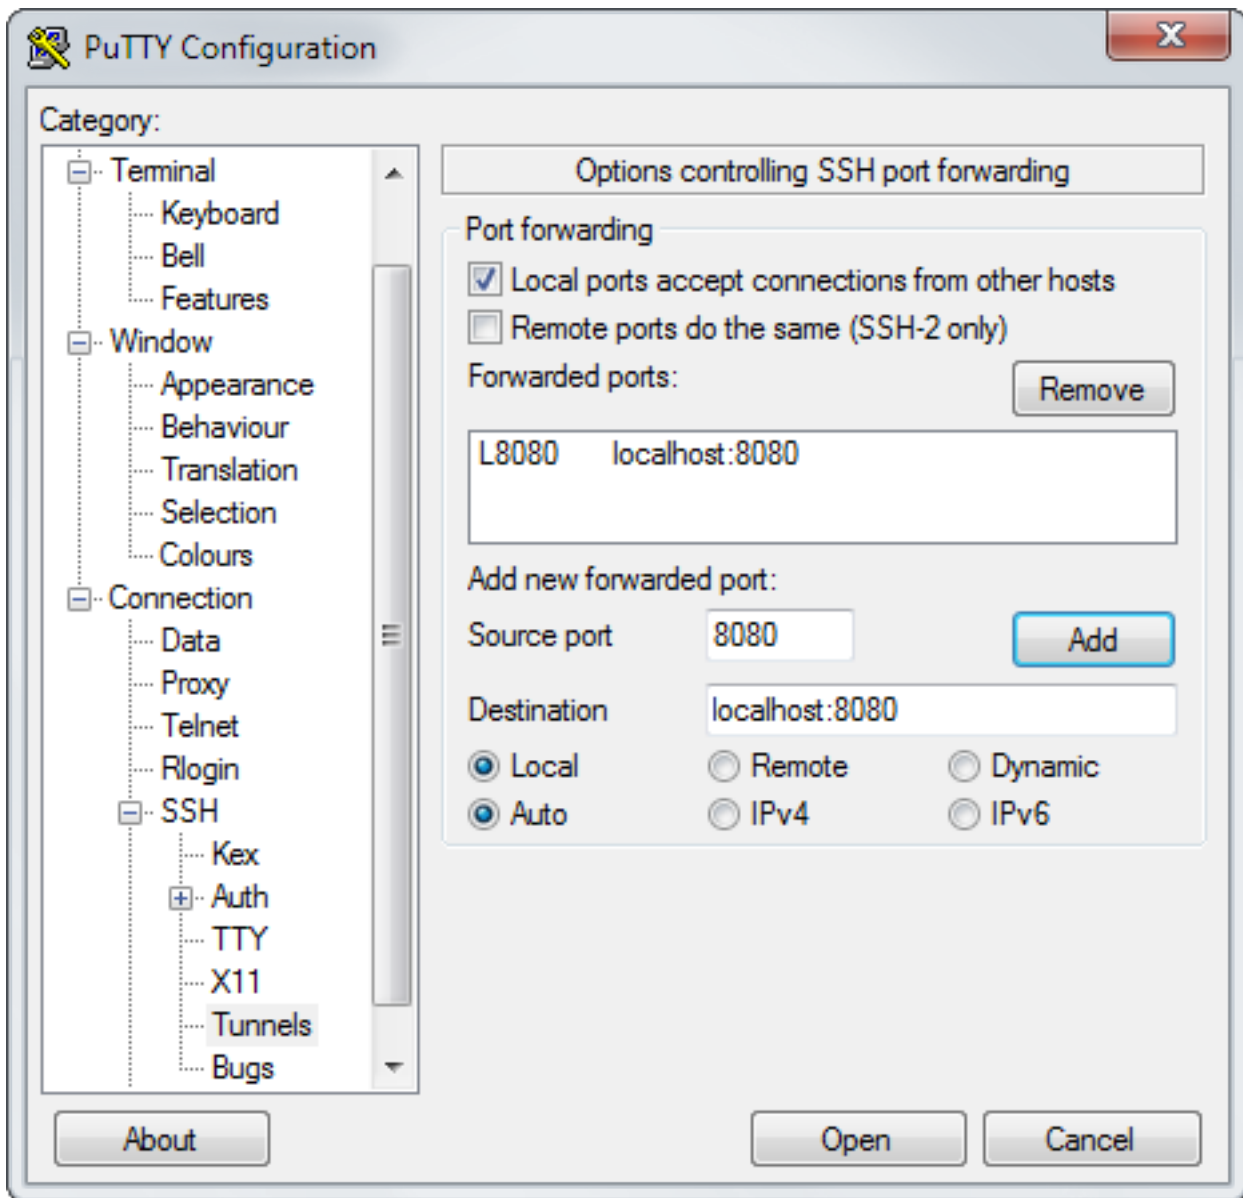 PuTTY Configuration
Category:
Terminal
Keyboard
Bell
Features
Window
Appearance
Behaviour
Translation
Selection
Colours
Connection
Data
Proxy
Telnet
Rlogin
SSH
Kex
Auth
TTY
X11
Tunnels
Bugs
Options controlling SSH port forwarding
Port forwarding
Local ports accept connections from other hosts
Remote ports do the same (SSH-2 only)
Forwarded ports:
Remove
L8080 localhost:8080
Add new forwarded port:
Source port 8080 Add
Destination localhost:8080
Local Remote Dynamic
Auto IPv4 IPv6
About Open Cancel